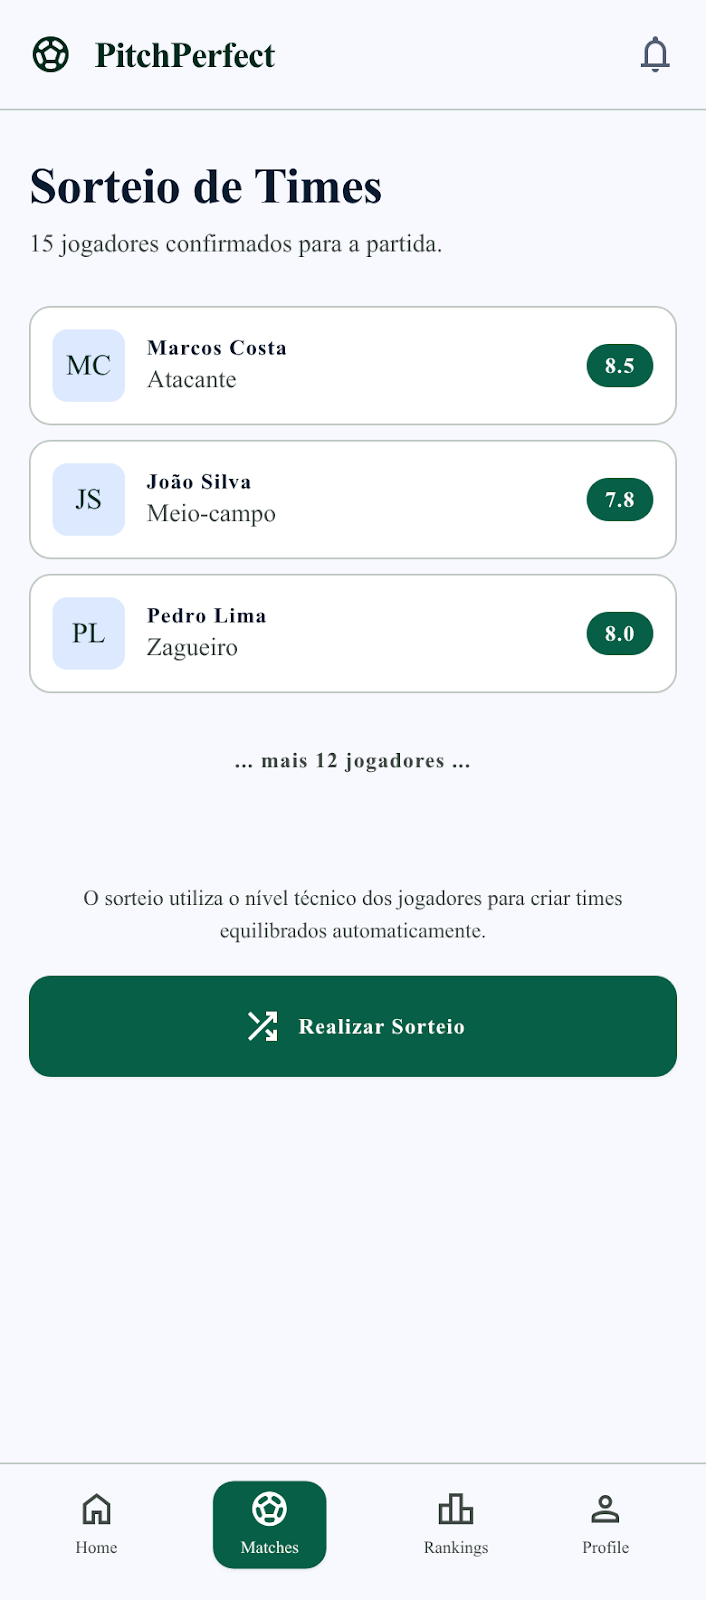 PitchPerfect
Sorteio de Times
15 jogadores confirmados para a partida.
MC
Marcos Costa
Atacante
8.5
JS
João Silva
Meio-campo
7.8
PL
Pedro Lima
Zagueiro
8.0
... mais 12 jogadores ...
O sorteio utiliza o nível técnico dos jogadores para criar times
equilibrados automaticamente.
Realizar Sorteio
Home
Matches
Rankings
Profile